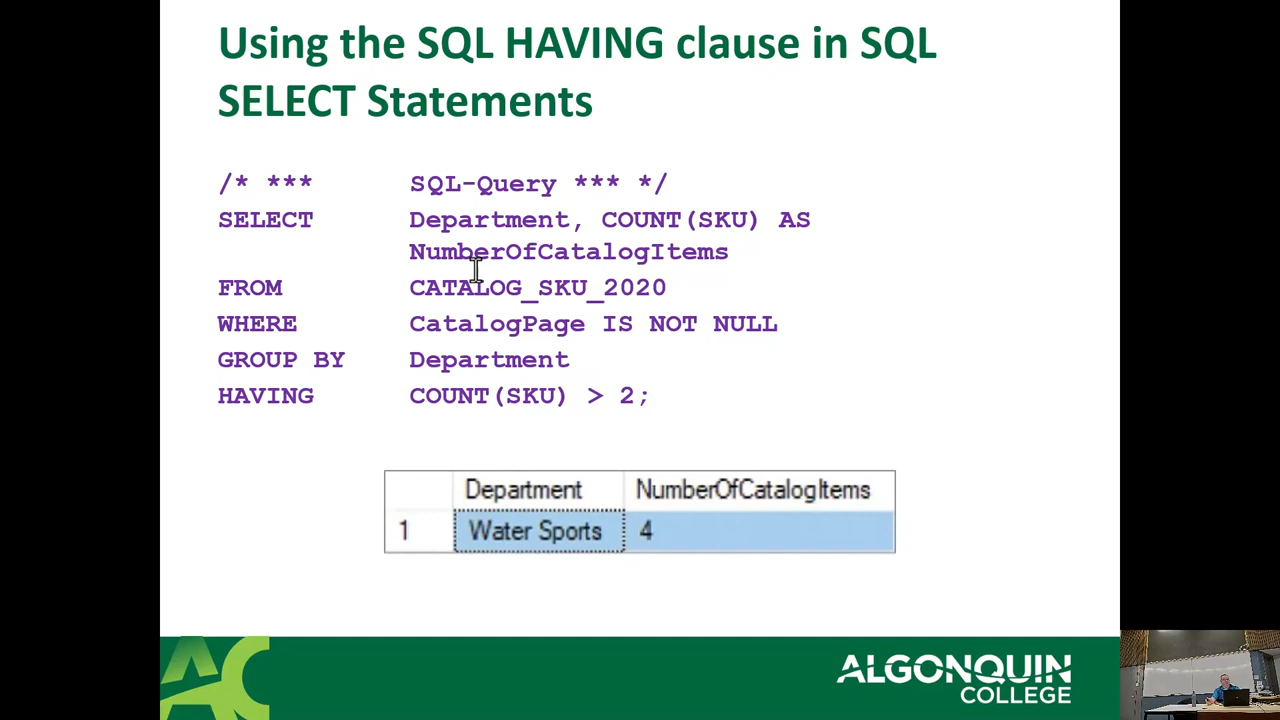 Using the SQL HAVING clause in SQL
SELECT Statements
/* *** SQL-Query *** */
SELECT Department, COUNT(SKU) AS
NumberOfCatalogItems
FROM CATALOG_SKU_2020
WHERE CatalogPage IS NOT NULL
GROUP BY Department
HAVING COUNT(SKU) > 2;
Department NumberOfCatalogItems
1 Water Sports 4
AC
ALGONQUIN
COLLEGE